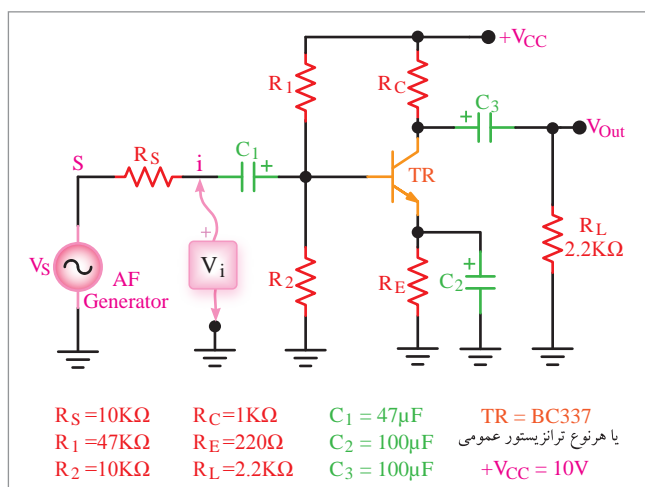 +VCC
R1
RC
C3
+
VOut
S
RS
i
C1
+
TR
+
Vi
VS
AF
Generator
R2
RE
+
C2
RL
2.2KΩ
RS=10KΩ RC=1KΩ C1 = 47µF TR = BC337
R1=47KΩ RE=220Ω C2 = 100µF یا هرنوع ترانزیستور عمومی
R2=10KΩ RL=2.2KΩ C3 = 100µF +VCC = 10V